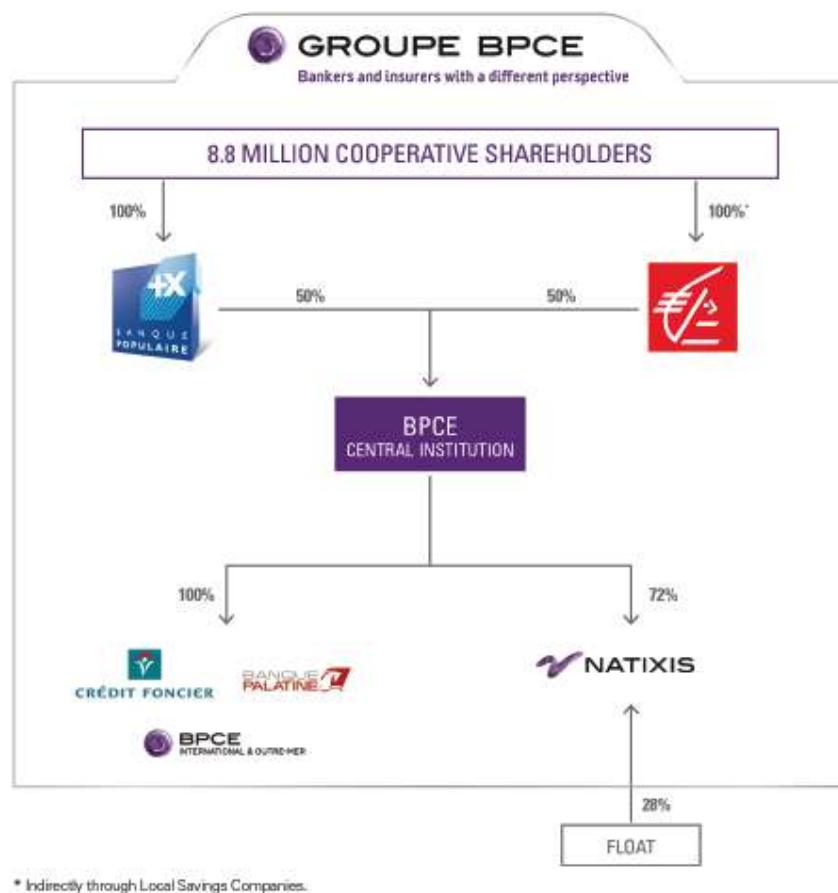 GROUPE BPCE
Bankers and insurers with a different perspective
8.8 MILLION COOPERATIVE SHAREHOLDERS
100%
100%*
+X
BANQUE
POPULAIRE
50%
50%
BPCE
CENTRAL INSTITUTION
100%
72%
CRÉDIT FONCIER
BANQUE
PALATINE
NATIXIS
BPCE
INTERNATIONAL & OUTRE-MER
28%
FLOAT
* Indirectly through Local Savings Companies.